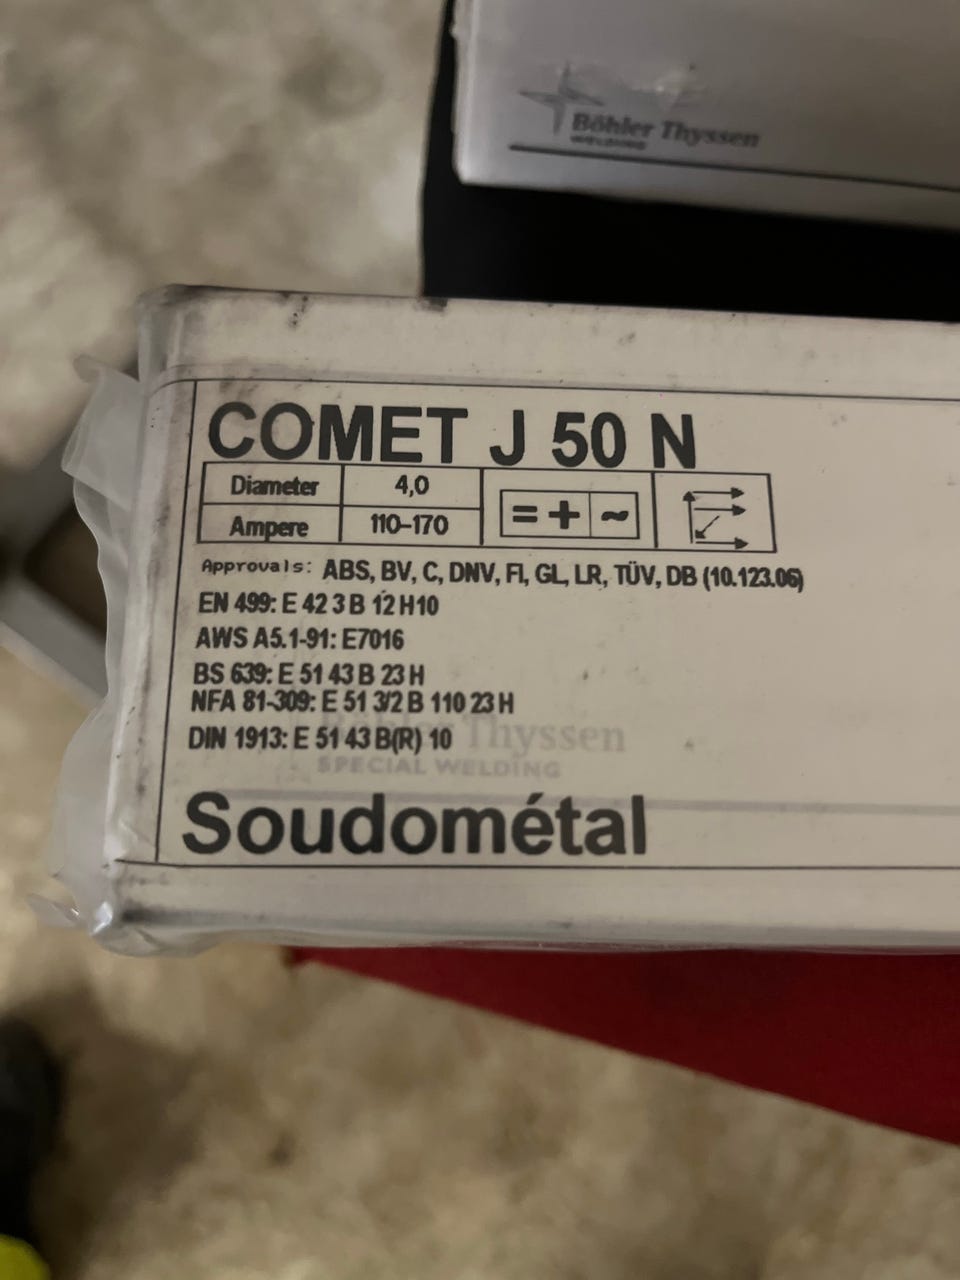 Böhler Thyssen
WELDING
COMET J 50 N
Diameter 4,0
Ampere 110–170
= + ~
Approvals: ABS, BV, C, DNV, FI, GL, LR, TÜV, DB (10.123.06)
EN 499: E 42 3 B 12 H10
AWS A5.1-91: E7016
BS 639: E 51 43 B 23 H
NFA 81-309: E 51 3/2 B 110 23 H
DIN 1913: E 51 43 B(R) 10
Böhler Thyssen
SPECIAL WELDING
Soudométal